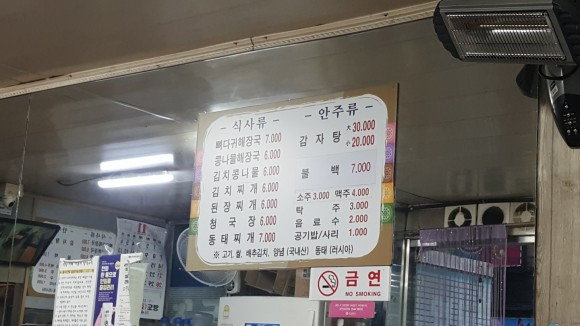 - 식사류 -
뼈다귀해장국 7.000
콩나물해장국 6.000
김치콩나물 6.000
김치찌개 6.000
된장찌개 6.000
청국장 6.000
동태찌개 7.000
- 안주류 -
감자탕 大 30.000
小 20.000
불백 7,000
소주 3.000 맥주 4.000
탁주 3.000
음료수 2.000
공기밥/사리 1.000
※ 고기, 쌀, 배추김치, 양념 (국내산) 동태 (러시아)
금연
NO SMOKING